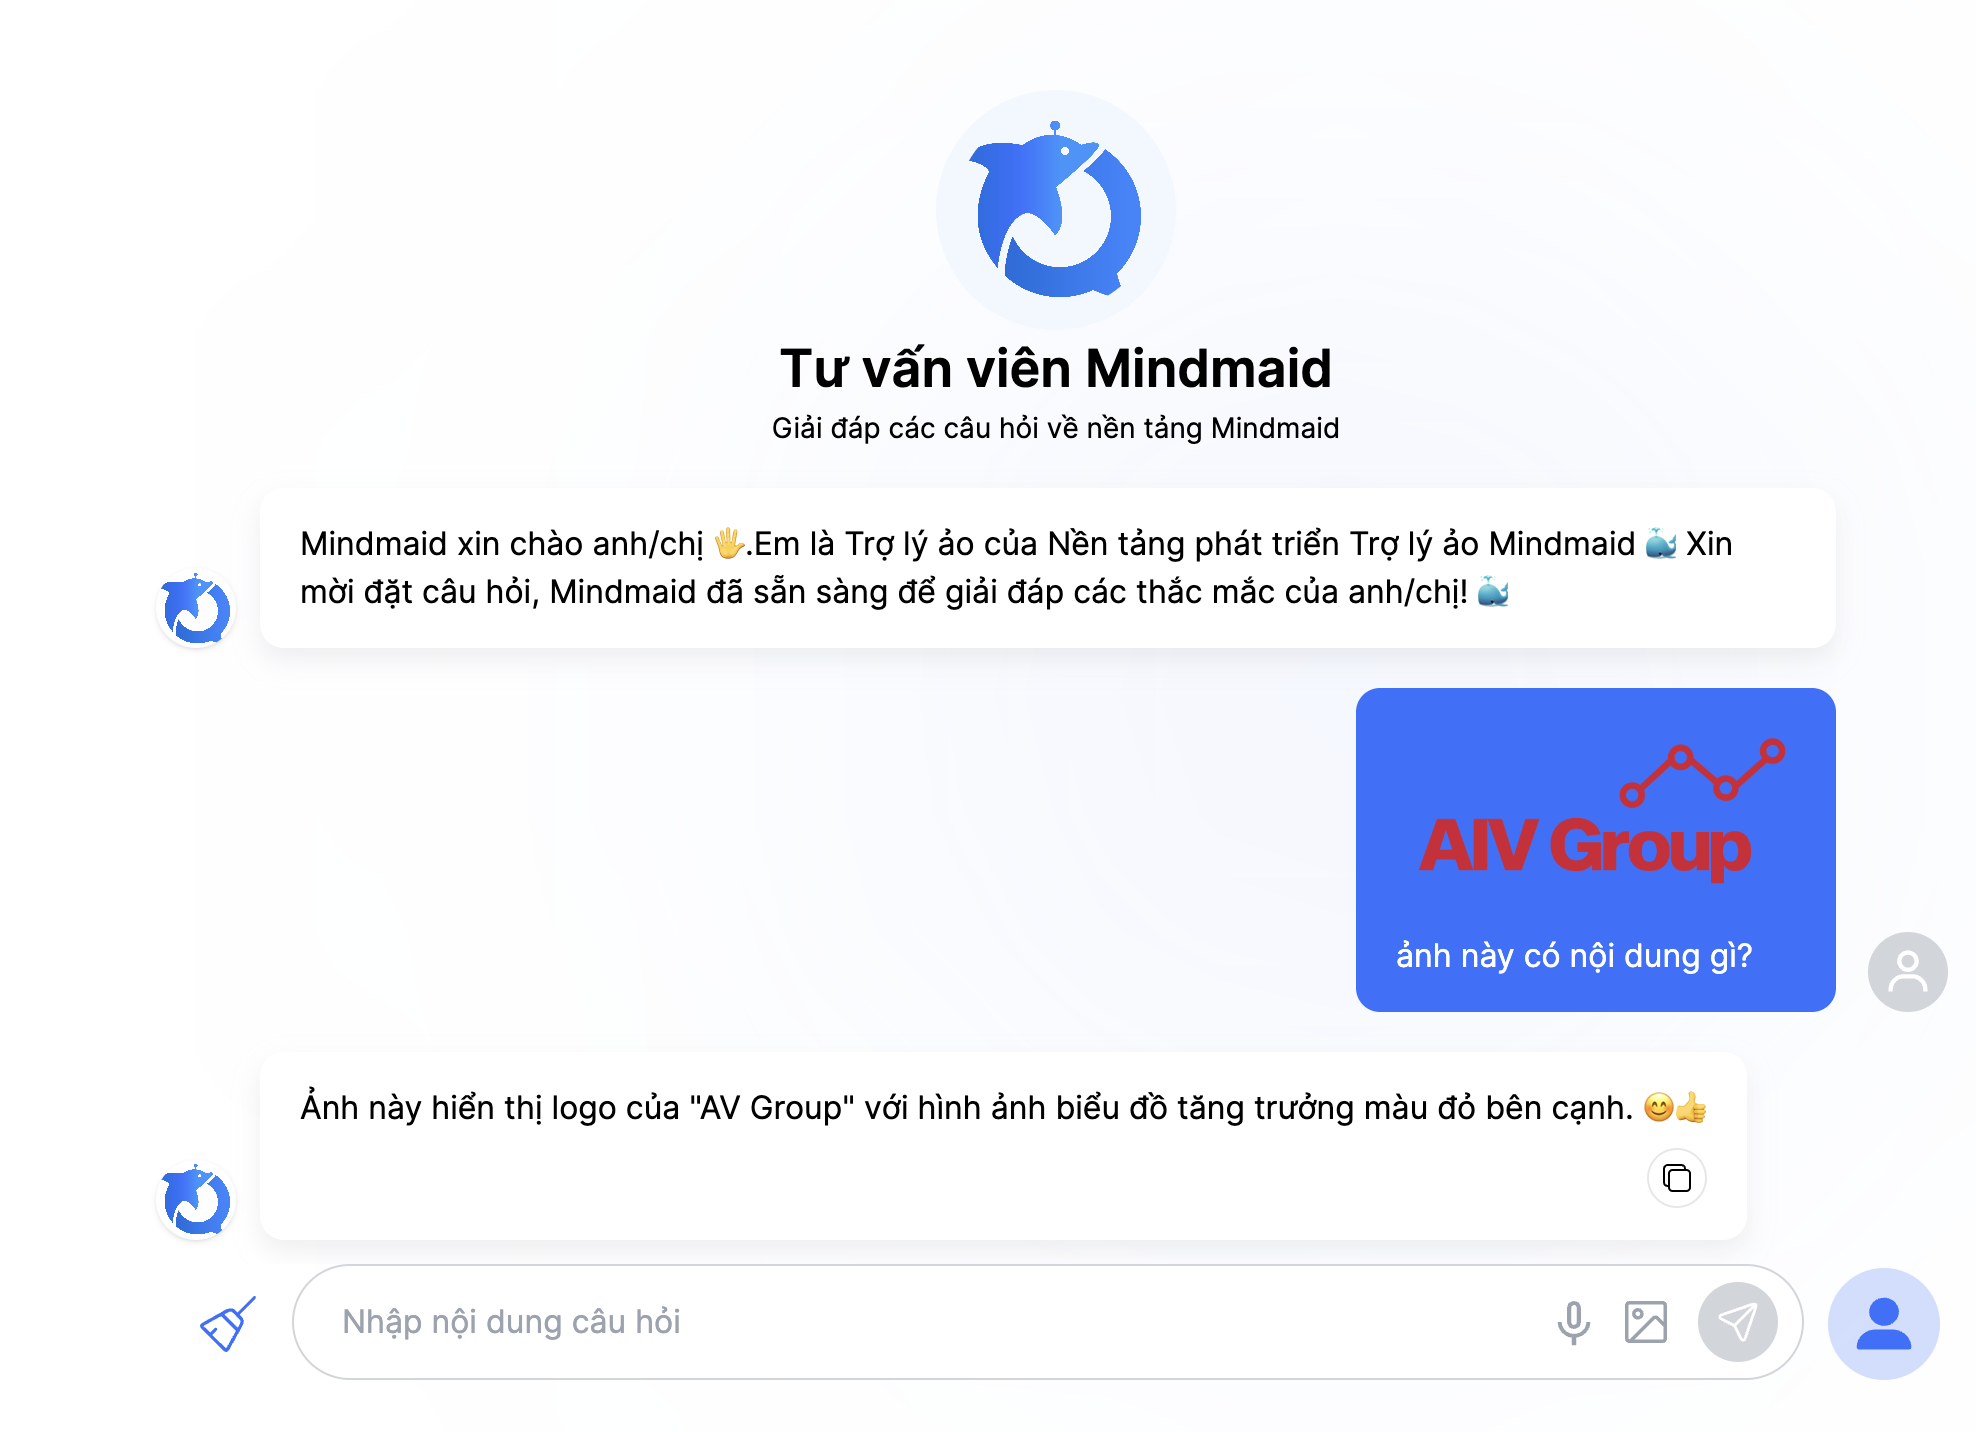 Tư vấn viên Mindmaid
Giải đáp các câu hỏi về nền tảng Mindmaid
Mindmaid xin chào anh/chị 🖐.Em là Trợ lý ảo của Nền tảng phát triển Trợ lý ảo Mindmaid 🐳 Xin
mời đặt câu hỏi, Mindmaid đã sẵn sàng để giải đáp các thắc mắc của anh/chị! 🐳
AIV Group
ảnh này có nội dung gì?
Ảnh này hiển thị logo của "AV Group" với hình ảnh biểu đồ tăng trưởng màu đỏ bên cạnh. 😊👍
Nhập nội dung câu hỏi